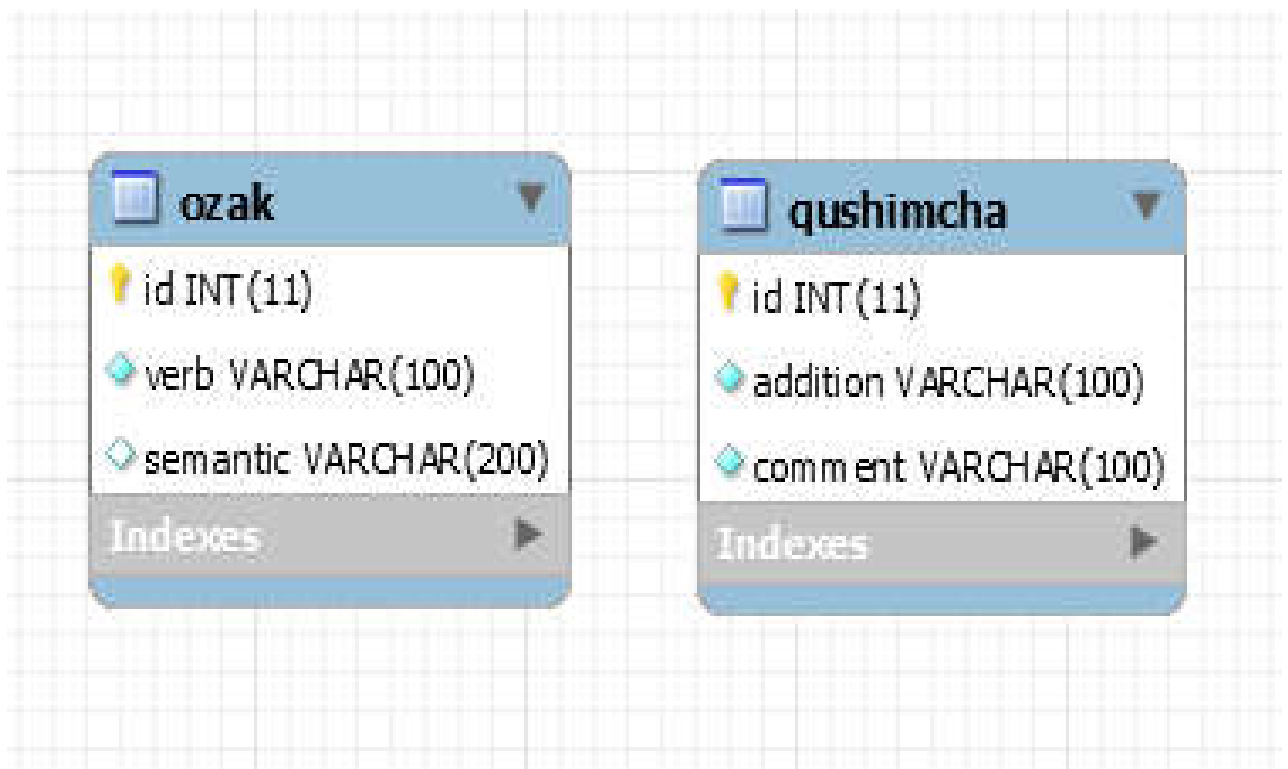 ozak
id INT(11)
verb VARCHAR(100)
semantic VARCHAR(200)
Indexes
qushimcha
id INT(11)
addition VARCHAR(100)
comment VARCHAR(100)
Indexes